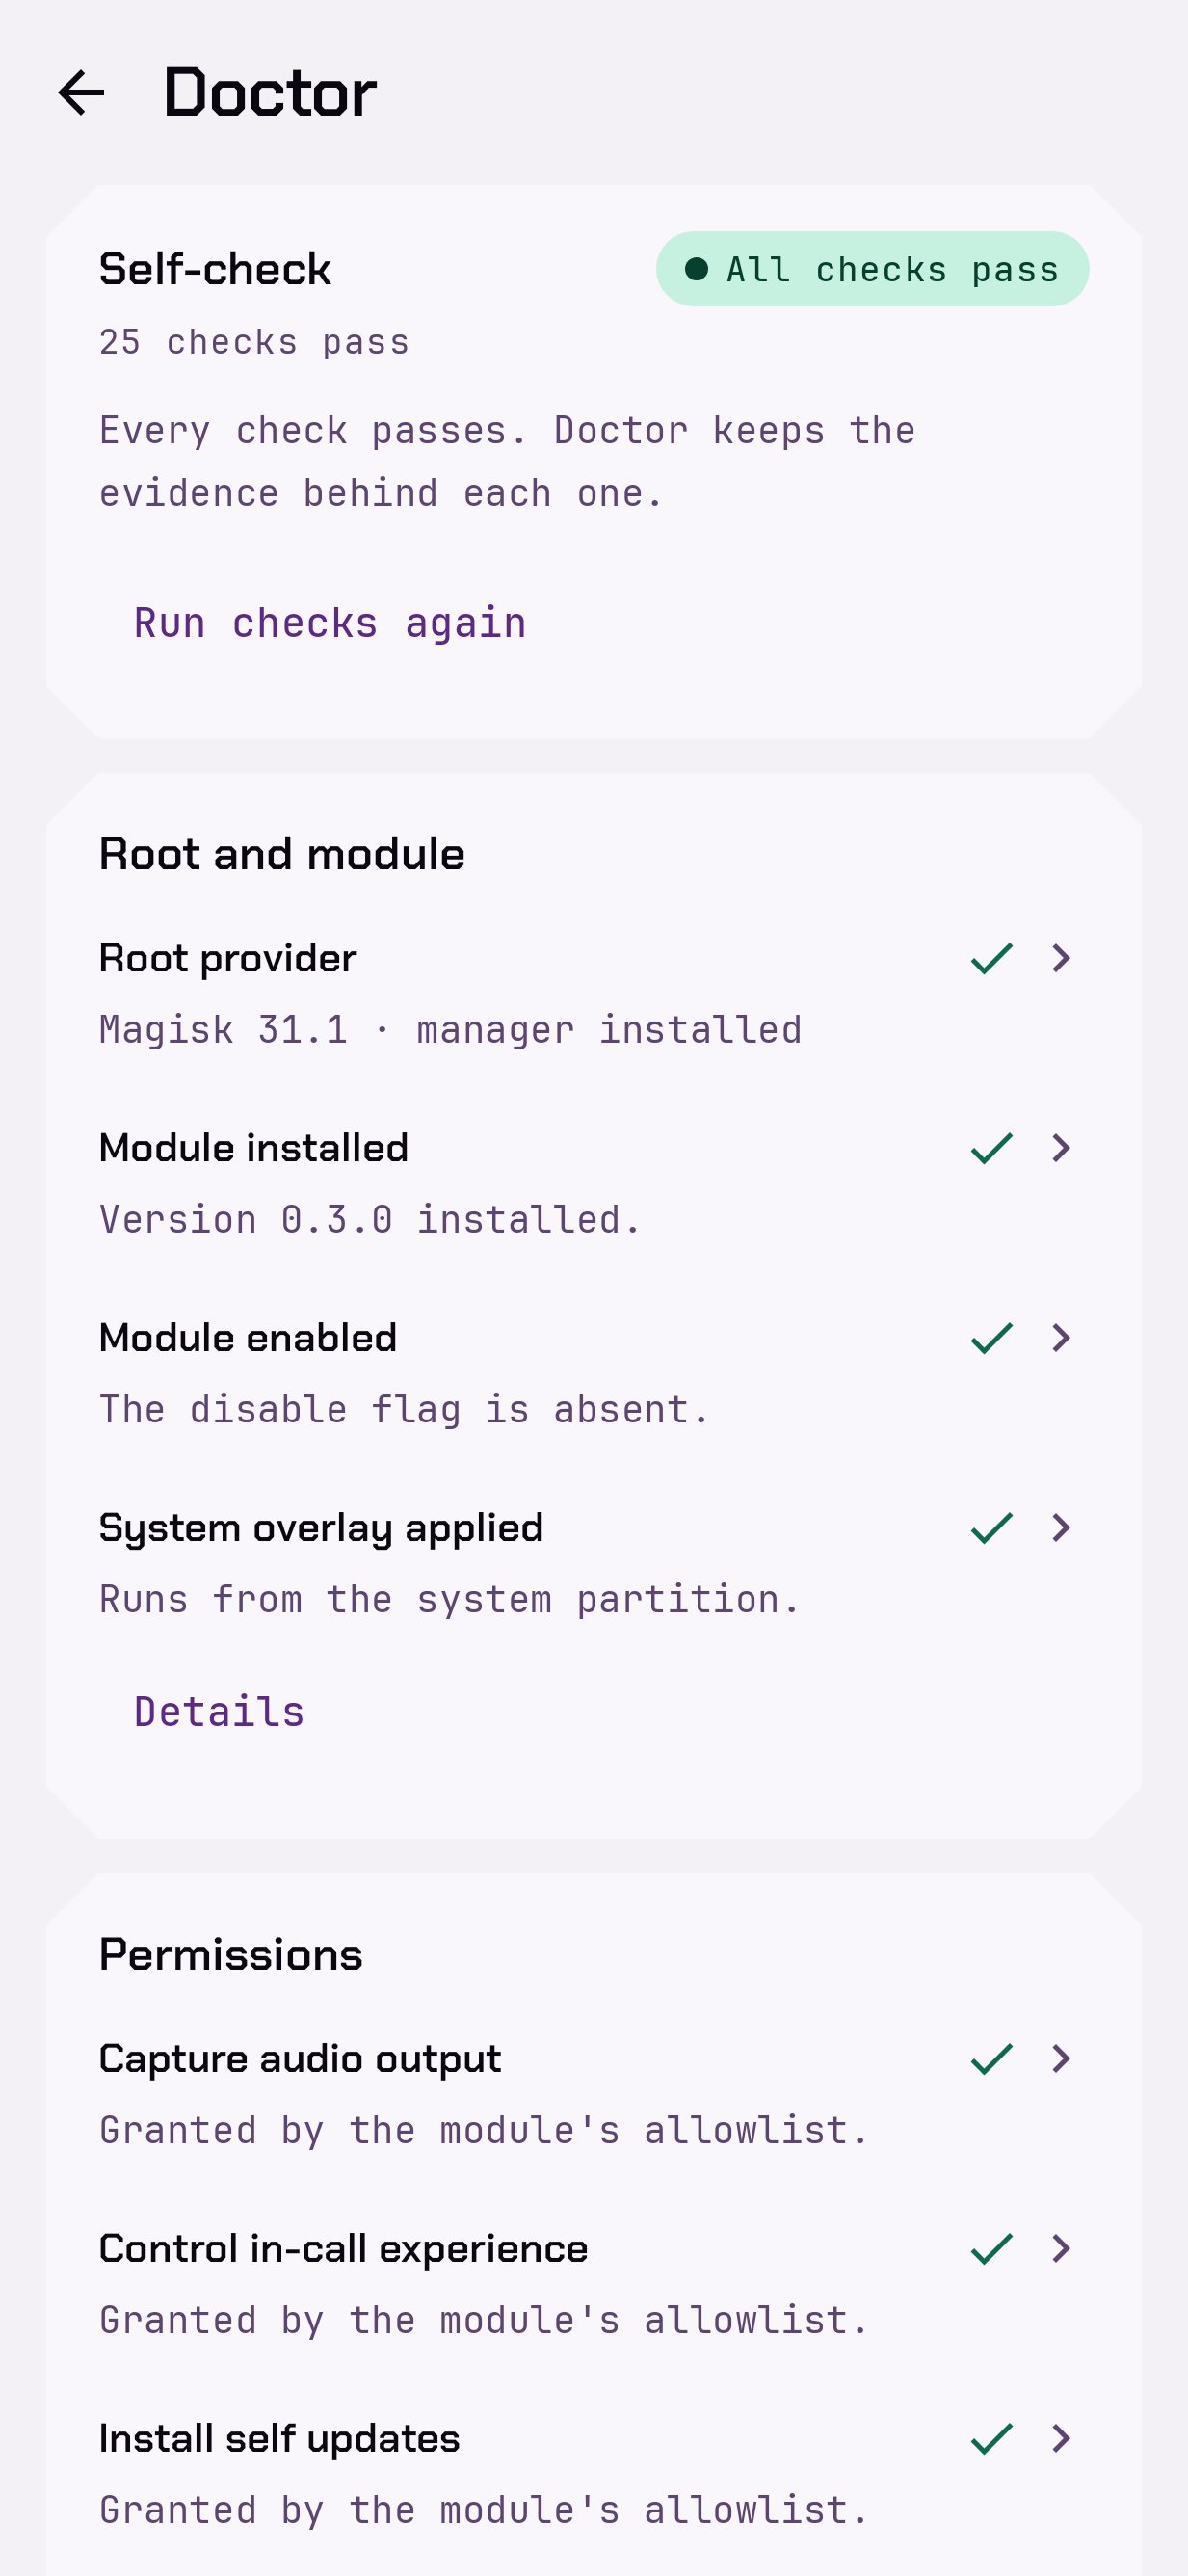 Doctor
Self-check
All checks pass
25 checks pass
Every check passes. Doctor keeps the
evidence behind each one.
Run checks again
Root and module
Root provider
Magisk 31.1 · manager installed
Module installed
Version 0.3.0 installed.
Module enabled
The disable flag is absent.
System overlay applied
Runs from the system partition.
Details
Permissions
Capture audio output
Granted by the module's allowlist.
Control in-call experience
Granted by the module's allowlist.
Install self updates
Granted by the module's allowlist.